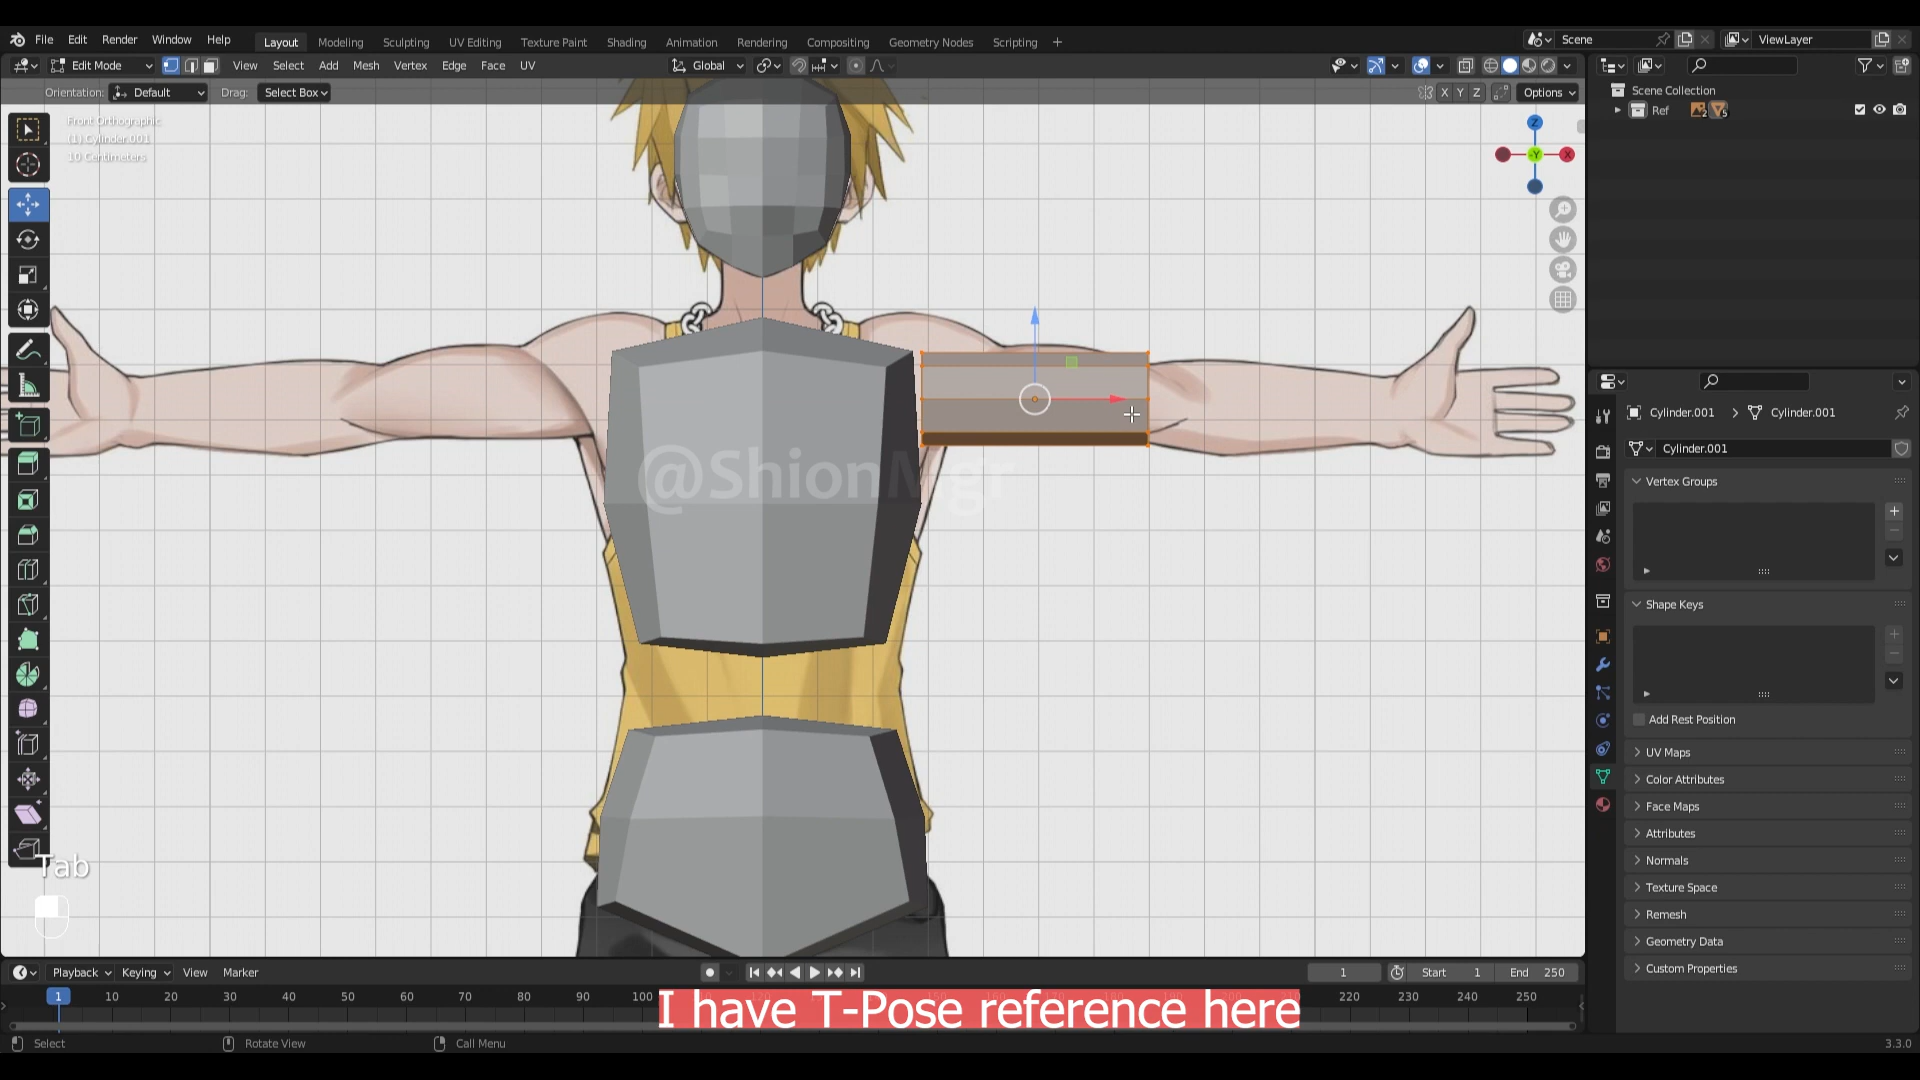 File Edit Render Window Help Layout Modeling Sculpting UV Editing Texture Paint Shading Animation Rendering Compositing Geometry Nodes Scripting + Scene ViewLayer
Edit Mode View Select Add Mesh Vertex Edge Face UV Global
Orientation: Default Drag: Select Box X Y Z Options
Scene Collection
Ref 2 5
Front Orthographic
(1) Cylinder.001
10 Centimeters
Z
Y X
Cylinder.001 > Cylinder.001
Cylinder.001
Vertex Groups
@ShionMgr
Shape Keys
Add Rest Position
UV Maps
Color Attributes
Face Maps
Attributes
Normals
Texture Space
Remesh
Geometry Data
Custom Properties
Tab
Playback Keying View Marker 1 Start 1 End 250
1 10 20 30 40 50 60 70 80 90 100 220 230 240 250
I have T-Pose reference here
Select Rotate View Call Menu 3.3.0